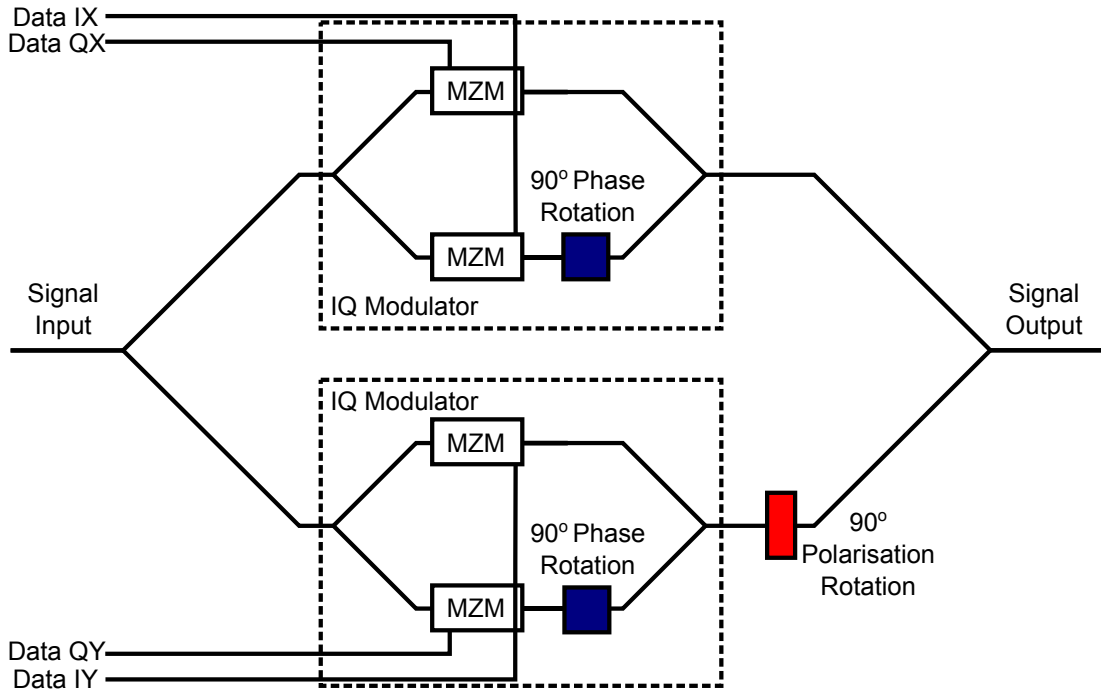 Data IX
Data QX
MZM
90° Phase
Rotation
MZM
IQ Modulator
Signal
Input
Signal
Output
IQ Modulator
MZM
90° Phase
Rotation
MZM
90°
Polarisation
Rotation
Data QY
Data IY